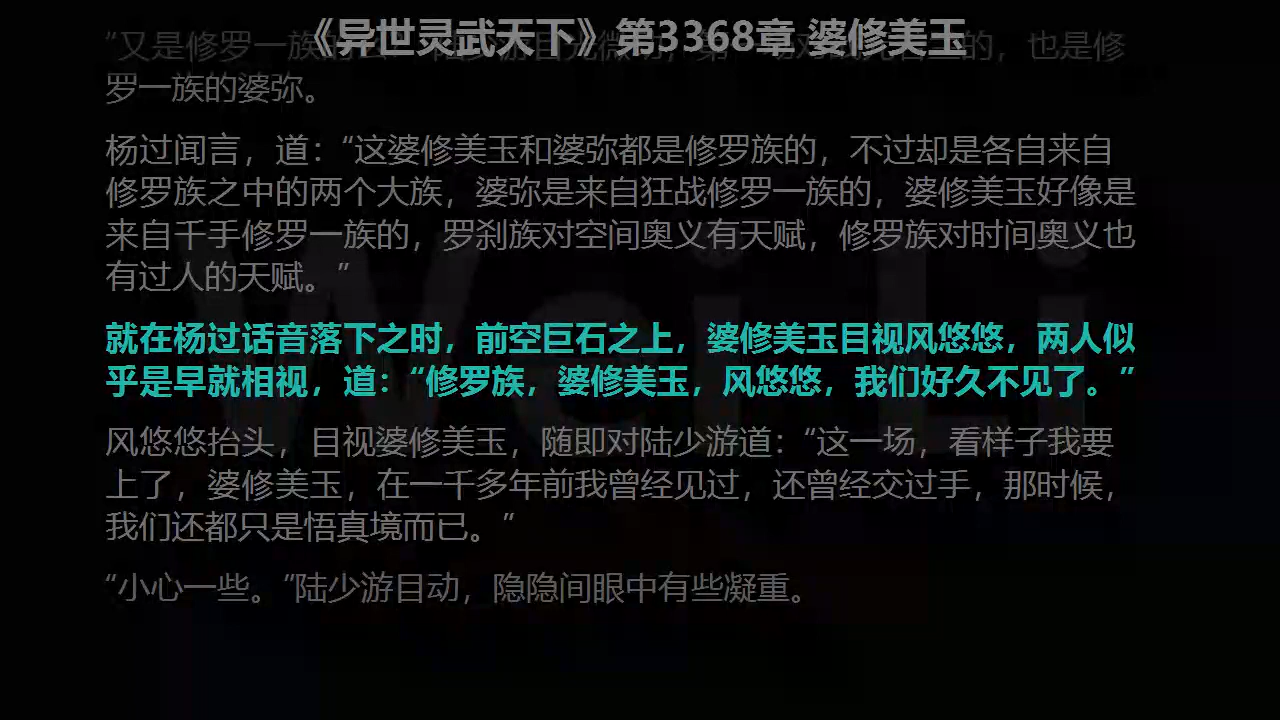 《异世灵武天下》第3368章 婆修美玉
“又是修罗一族的，也是修
罗一族的婆弥。
杨过闻言，道：“这婆修美玉和婆弥都是修罗族的，不过却是各自来自
修罗族之中的两个大族，婆弥是来自狂战修罗一族的，婆修美玉好像是
来自千手修罗一族的，罗刹族对空间奥义有天赋，修罗族对时间奥义也
有过人的天赋。”
就在杨过话音落下之时，前空巨石之上，婆修美玉目视风悠悠，两人似
乎是早就相视，道：“修罗族，婆修美玉，风悠悠，我们好久不见了。”
风悠悠抬头，目视婆修美玉，随即对陆少游道：“这一场，看样子我要
上了，婆修美玉，在一千多年前我曾经见过，还曾经交过手，那时候，
我们还都只是悟真境而已。”
“小心一些。”陆少游目动，隐隐间眼中有些凝重。
Wei Li